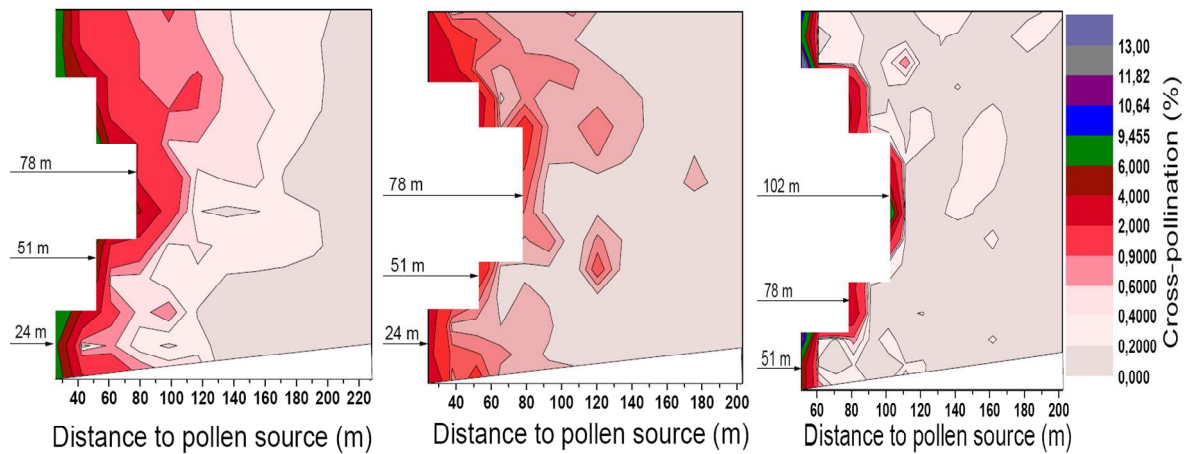 78 m
51 m
24 m
40 60 80 100 120 140 160 180 200 220
Distance to pollen source (m)
78 m
51 m
24 m
40 60 80 100 120 140 160 180 200
Distance to pollen source (m)
102 m
78 m
51 m
60 80 100 120 140 160 180 200
Distance to pollen source (m)
13,00
11,82
10,64
9.455
6,000
4,000
2,000
0,9000
0,6000
0,4000
0,2000
0,000
Cross-pollination (%)